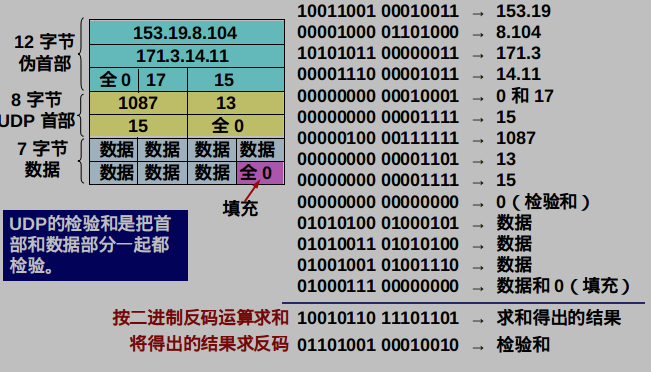 12 字节
伪首部
153.19.8.104
171.3.14.11
全 0 17 15
8 字节
UDP 首部
1087 13
15 全 0
7 字节
数据
数据 数据 数据 数据
数据 数据 数据 全 0
填充
UDP的检验和是把首
部和数据部分一起都
检验。
10011001 00010011 → 153.19
00001000 01101000 → 8.104
10101011 00000011 → 171.3
00001110 00001011 → 14.11
00000000 00010001 → 0 和 17
00000000 00001111 → 15
00000100 00111111 → 1087
00000000 00001101 → 13
00000000 00001111 → 15
00000000 00000000 → 0（检验和）
01010100 01000101 → 数据
01010011 01010100 → 数据
01001001 01001110 → 数据
01000111 00000000 → 数据和 0（填充）
按二进制反码运算求和 10010110 11101101 → 求和得出的结果
将得出的结果求反码 01101001 00010010 → 检验和